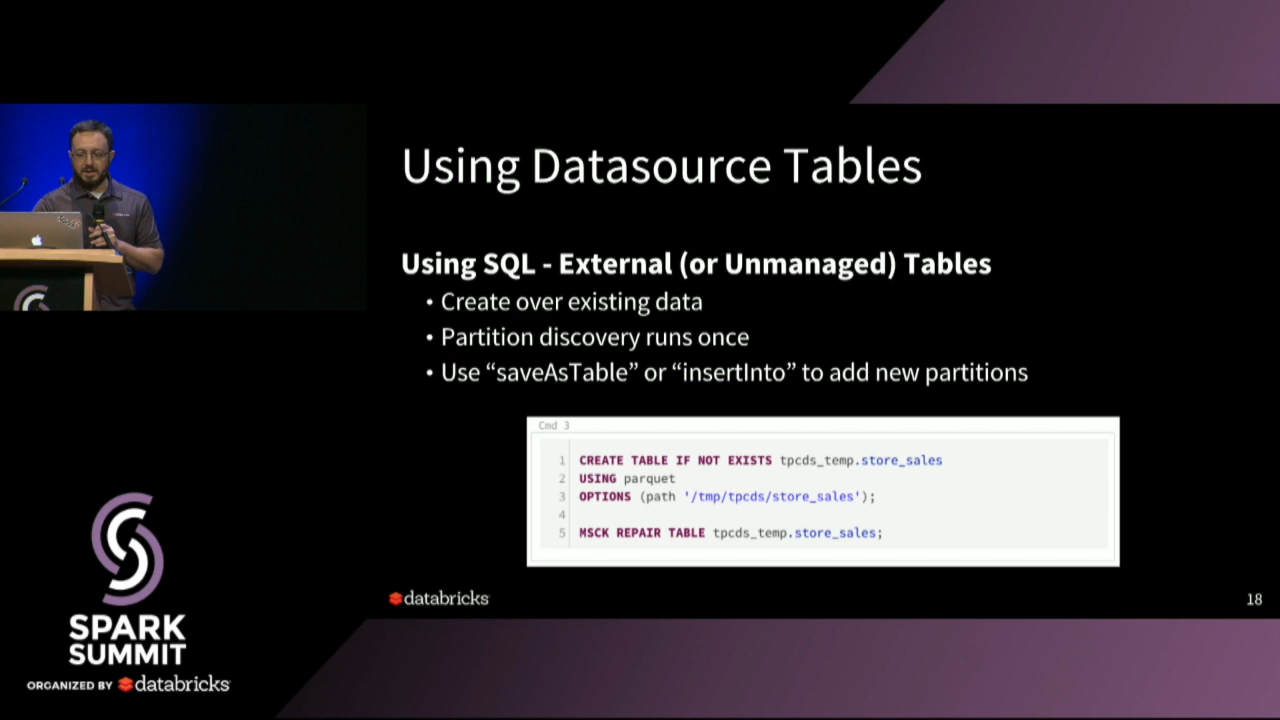 Using Datasource Tables
Using SQL - External (or Unmanaged) Tables
• Create over existing data
• Partition discovery runs once
• Use “saveAsTable” or “insertInto” to add new partitions
Cmd 3
1 CREATE TABLE IF NOT EXISTS tpcds_temp.store_sales
2 USING parquet
3 OPTIONS (path '/tmp/tpcds/store_sales');
4
5 MSCK REPAIR TABLE tpcds_temp.store_sales;
databricks
18
SPARK
SUMMIT
ORGANIZED BY databricks